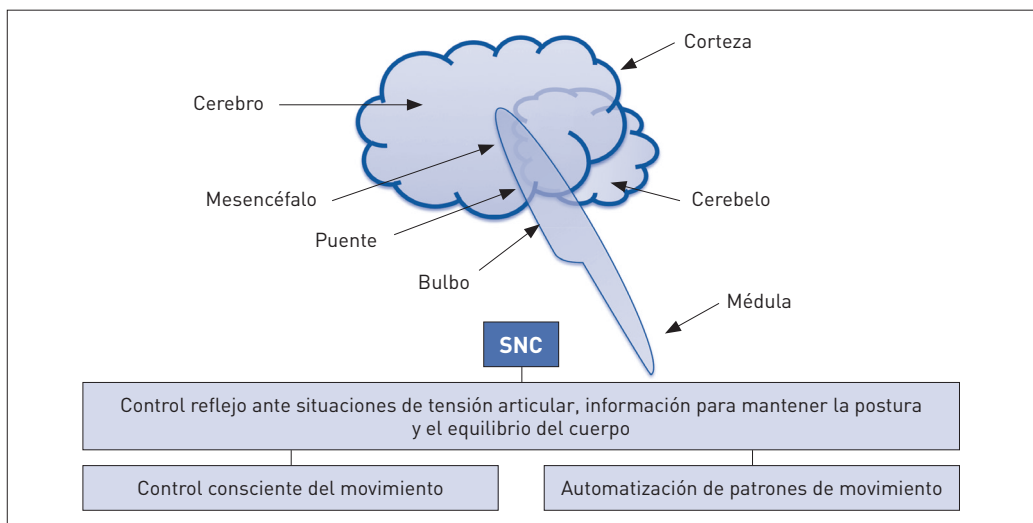 Corteza
Cerebro
Mesencéfalo
Cerebelo
Puente
Bulbo
Médula
SNC
Control reflejo ante situaciones de tensión articular, información para mantener la postura
y el equilibrio del cuerpo
Control consciente del movimiento
Automatización de patrones de movimiento